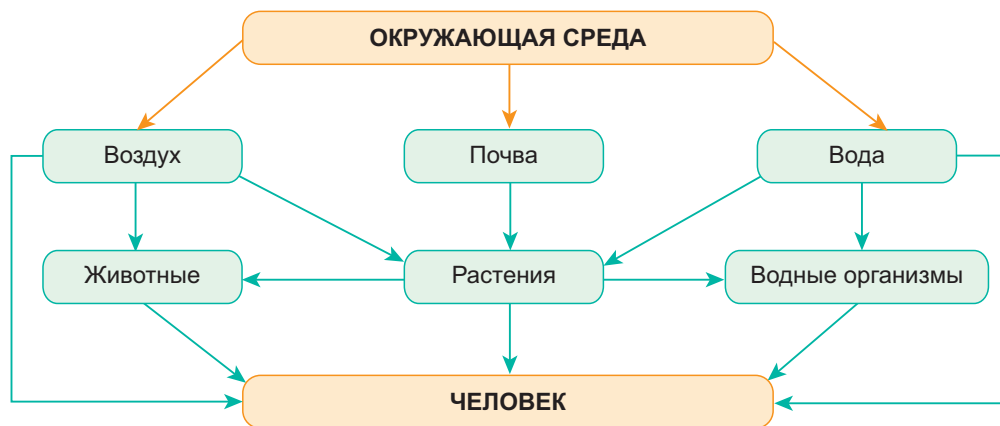 ОКРУЖАЮЩАЯ СРЕДА
Воздух
Почва
Вода
Животные
Растения
Водные организмы
ЧЕЛОВЕК